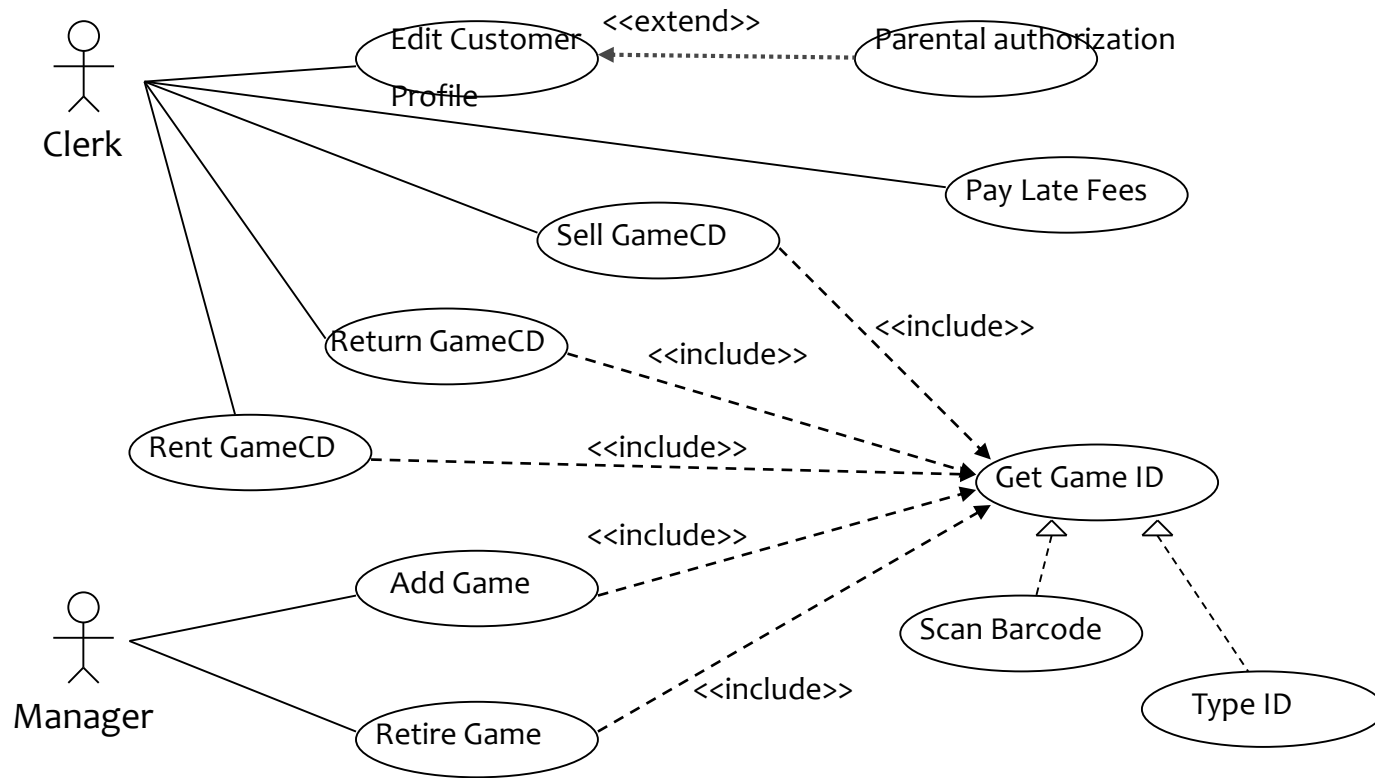 <<extend>>
Edit Customer
Profile
Parental authorization
Clerk
Pay Late Fees
Sell GameCD
<<include>>
Return GameCD
<<include>>
Rent GameCD
<<include>>
Get Game ID
<<include>>
Add Game
Scan Barcode
<<include>>
Manager
Retire Game
Type ID